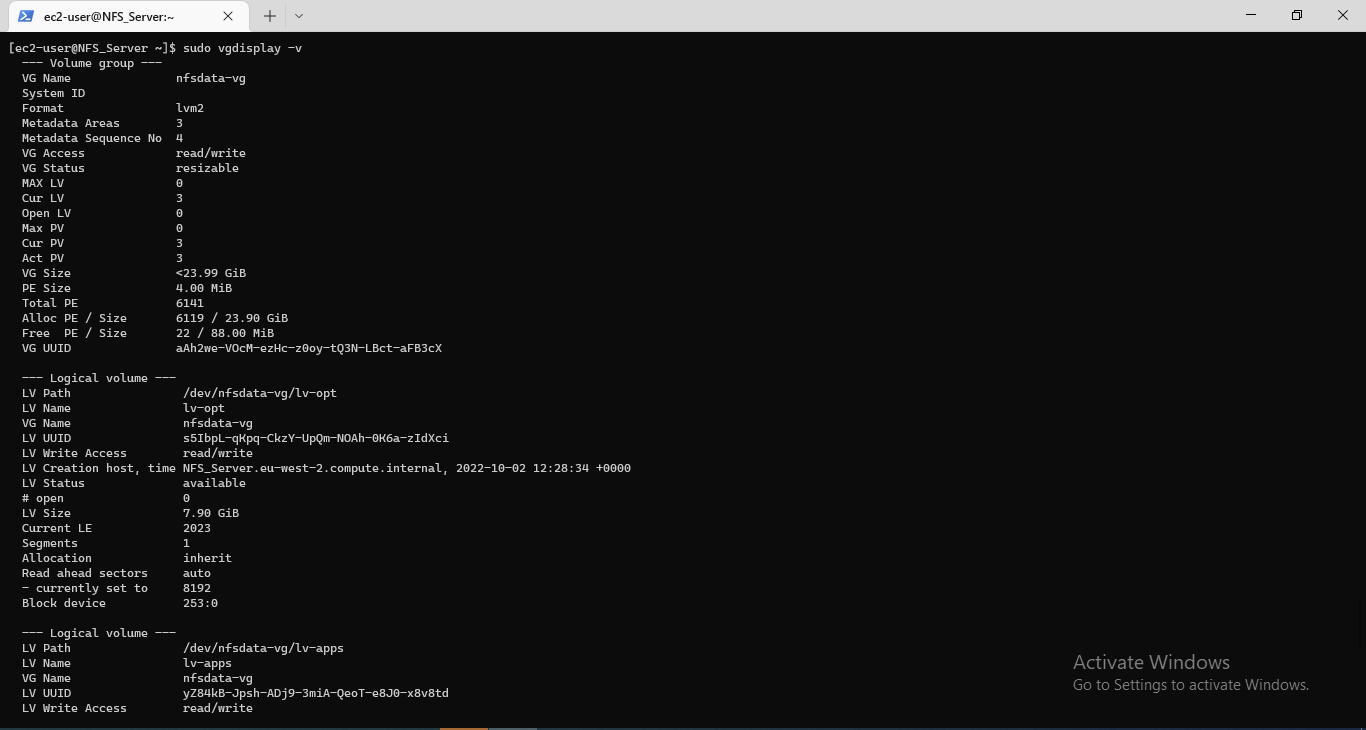 ec2-user@NFS_Server:~
[ec2-user@NFS_Server ~]$ sudo vgdisplay -v
--- Volume group ---
VG Name nfsdata-vg
System ID
Format lvm2
Metadata Areas 3
Metadata Sequence No 4
VG Access read/write
VG Status resizable
MAX LV 0
Cur LV 3
Open LV 0
Max PV 0
Cur PV 3
Act PV 3
VG Size <23.99 GiB
PE Size 4.00 MiB
Total PE 6141
Alloc PE / Size 6119 / 23.90 GiB
Free PE / Size 22 / 88.00 MiB
VG UUID aAh2we-VOcM-ezHc-z0oy-tQ3N-LBct-aFB3cX
--- Logical volume ---
LV Path /dev/nfsdata-vg/lv-opt
LV Name lv-opt
VG Name nfsdata-vg
LV UUID s5IbpL-qKpq-CkzY-UpQm-NOAh-0K6a-zIdXci
LV Write Access read/write
LV Creation host, time NFS_Server.eu-west-2.compute.internal, 2022-10-02 12:28:34 +0000
LV Status available
# open 0
LV Size 7.90 GiB
Current LE 2023
Segments 1
Allocation inherit
Read ahead sectors auto
- currently set to 8192
Block device 253:0
--- Logical volume ---
LV Path /dev/nfsdata-vg/lv-apps
LV Name lv-apps
VG Name nfsdata-vg
LV UUID yZ84kB-Jpsh-ADj9-3miA-QeoT-e8J0-x8v8td
LV Write Access read/write
Activate Windows
Go to Settings to activate Windows.